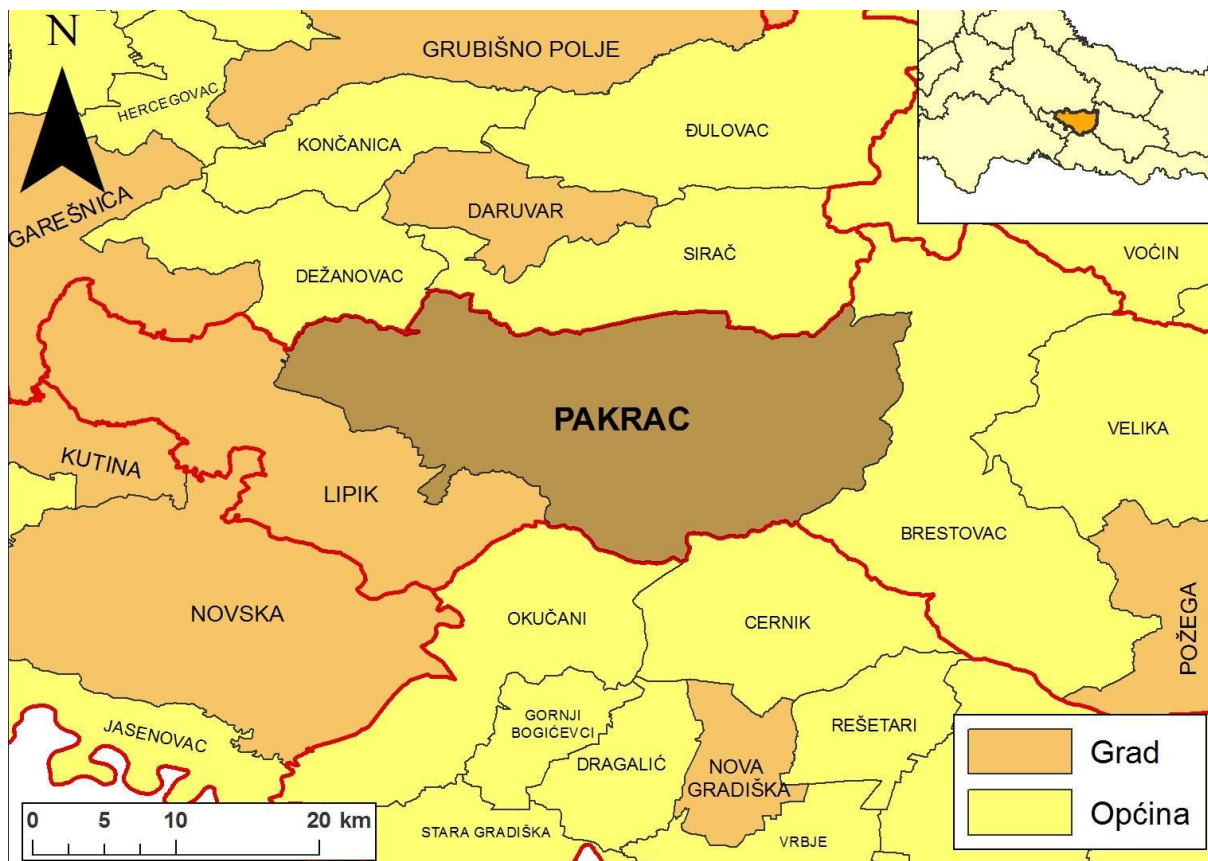 N
GRUBIŠNO POLJE
HERCEGOVAC
ĐULOVAC
KONČANICA
GAREŠNICA
DARUVAR
SIRAČ
VOĆIN
DEŽANOVAC
PAKRAC
VELIKA
KUTINA
LIPIK
BRESTOVAC
NOVSKA
OKUČANI
CERNIK
POŽEGA
JASENOVAC
GORNJI
BOGIĆEVCI
REŠETARI
DRAGALIĆ
NOVA
GRADIŠKA
STARA GRADIŠKA
VRBJE
Grad
Općina
0 5 10 20 km